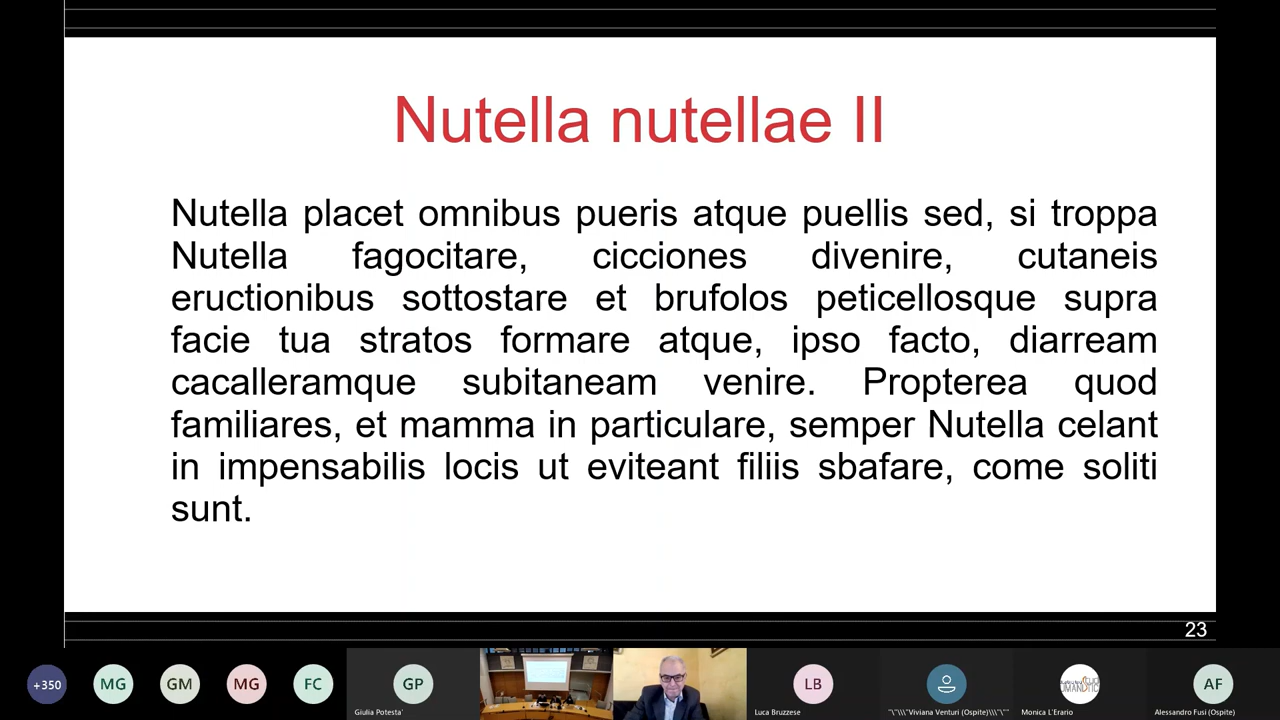 Nutella nutellae II
Nutella placet omnibus pueris atque puellis sed, si troppa
Nutella fagocitare, cicciones divenire, cutaneis
eructionibus sottostare et brufolos peticellosque supra
facie tua stratos formare atque, ipso facto, diarream
cacalleramque subitaneam venire. Propterea quod
familiares, et mamma in particulare, semper Nutella celant
in impensabilis locis ut eviteant filiis sbafare, come soliti
sunt.
23
+350 MG GM MG FC GP LB AF
Giulia Potesta' Luca Bruzzese "\"\\\"Viviana Venturi (Ospite)\\\"\"" Monica L'Erario Alessandro Fusi (Ospite)